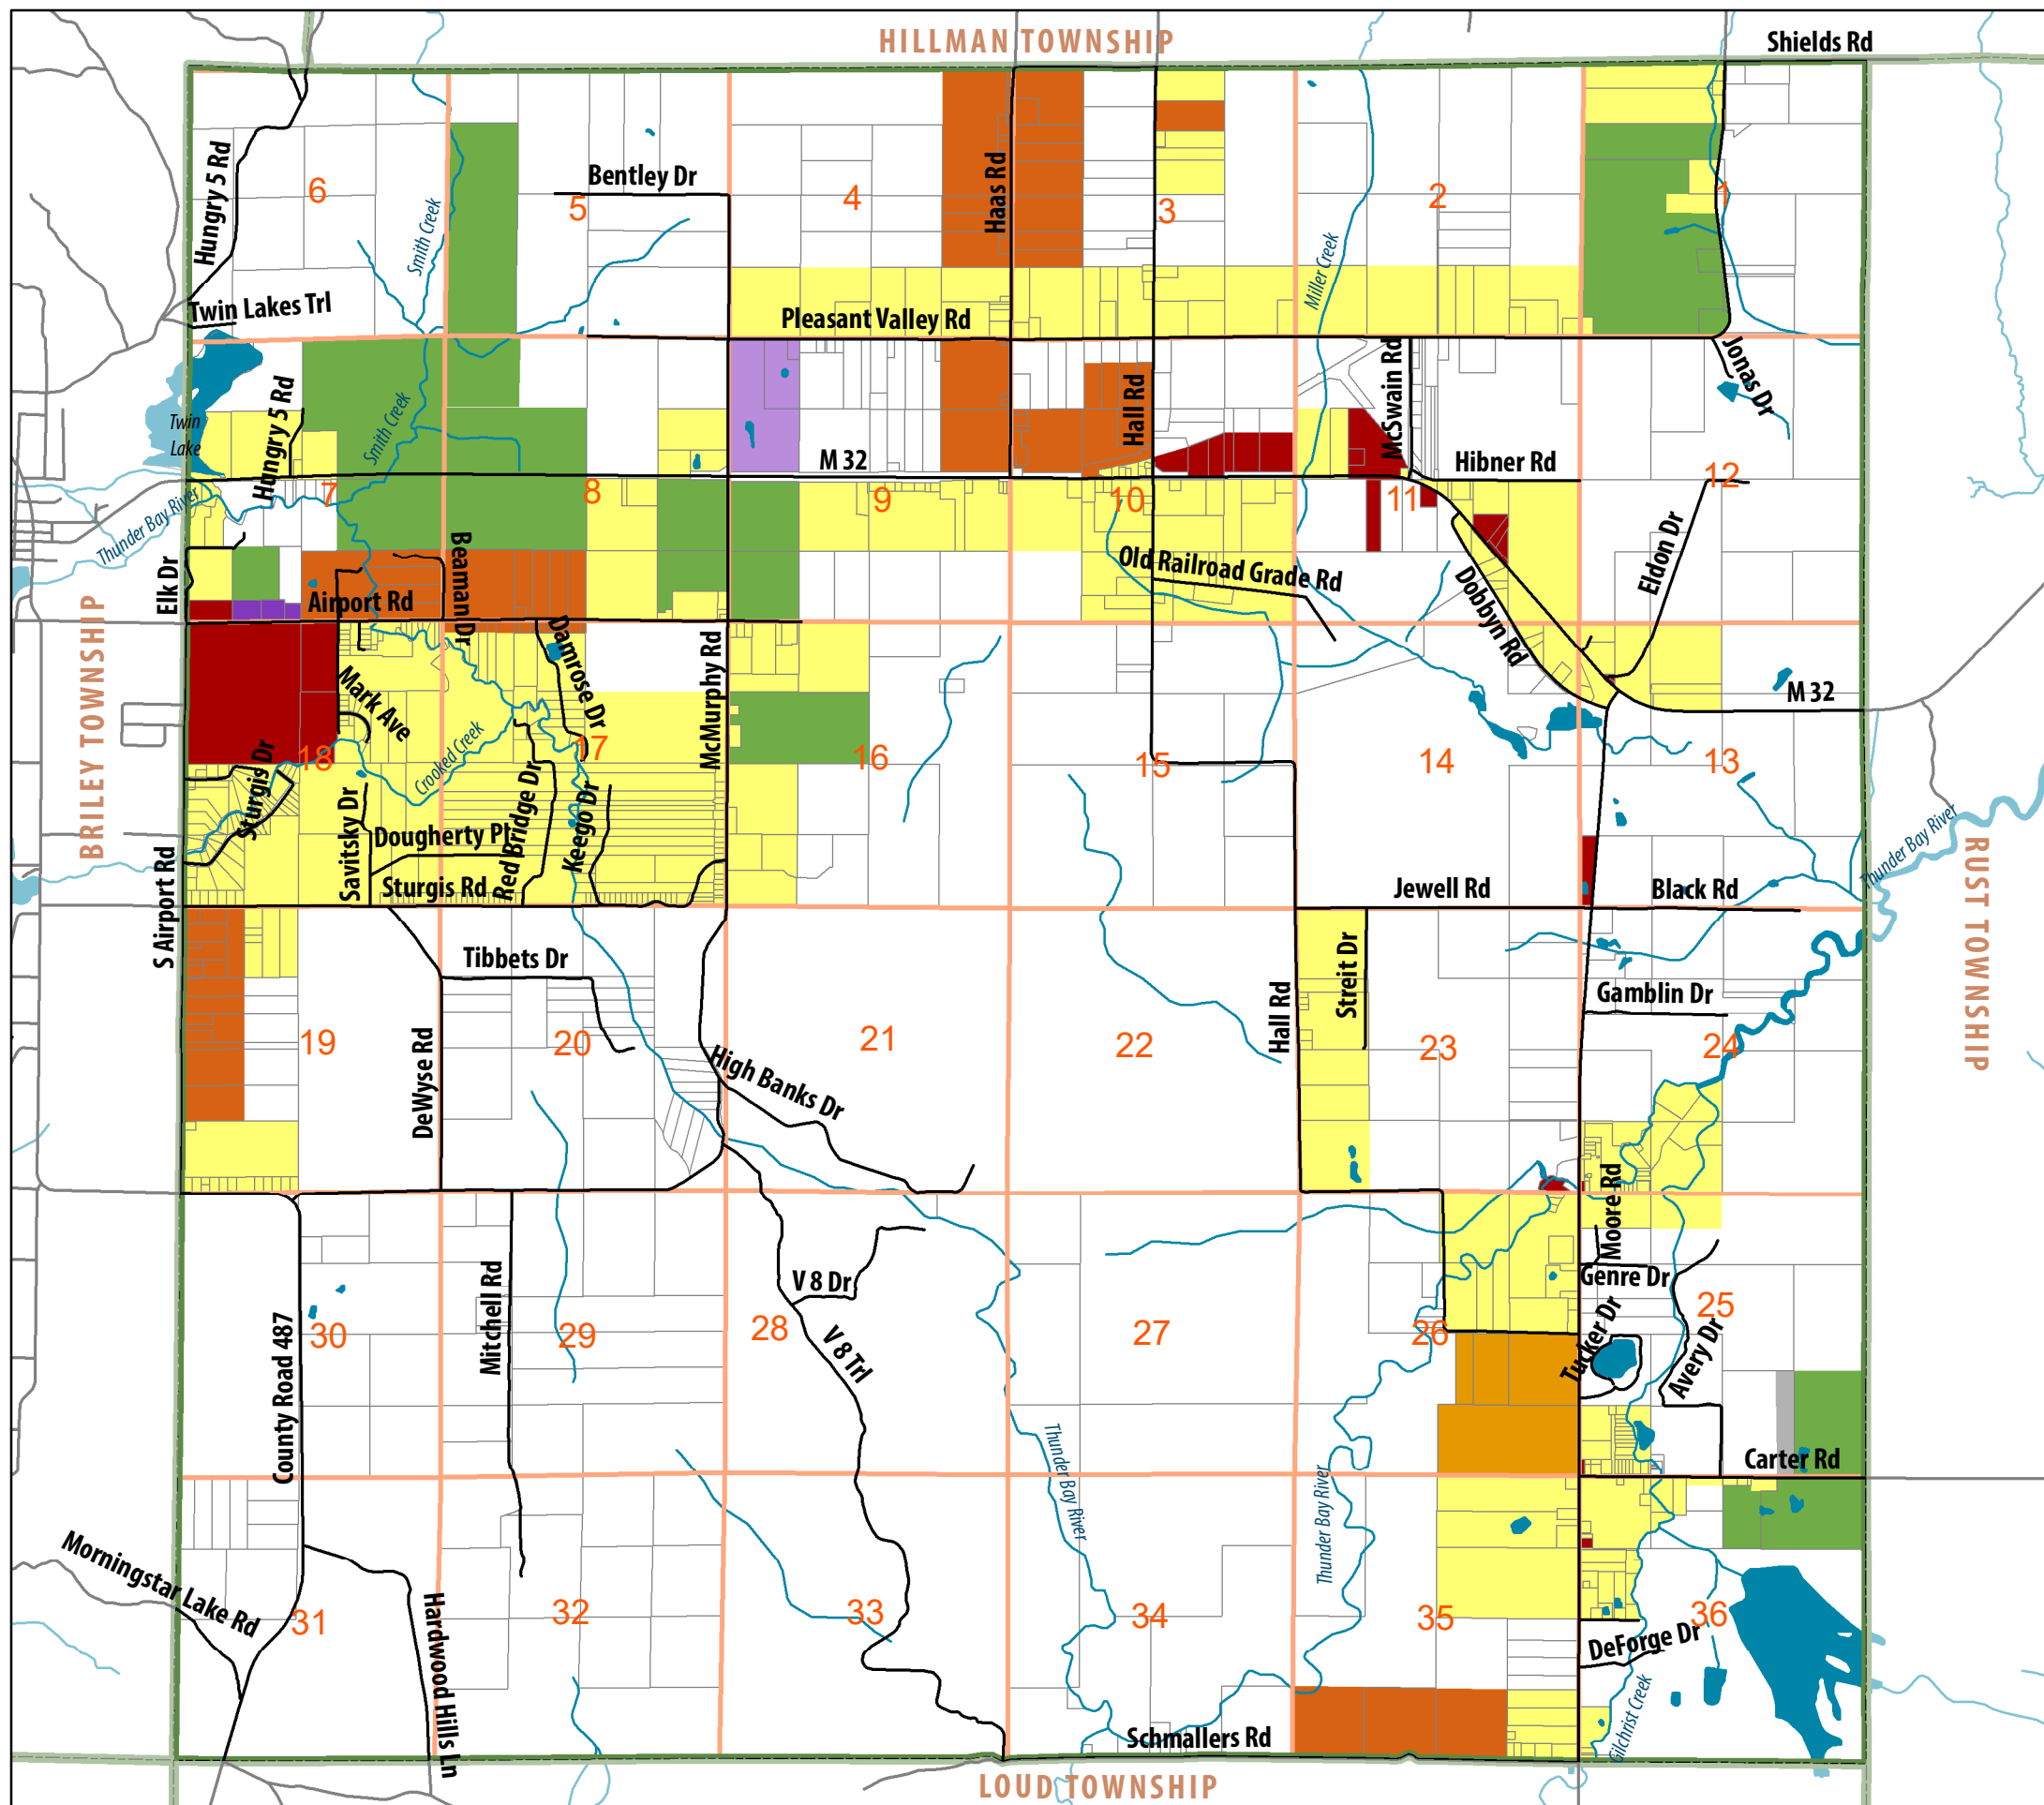 HILLMAN TOWNSHIP
Shields Rd
Hungry 5 Rd
6
Smith Creek
Bentley Dr
5
4
Haas Rd
3
Miller Creek
2
1
Twin Lakes Trl
Pleasant Valley Rd
Jonas Dr
Twin
Lake
Hungry 5 Rd
Smith Creek
M 32
Hall Rd
McSwain Rd
Hibner Rd
7
8
9
10
11
12
Thunder Bay River
Elk Dr
Airport Rd
Beaman Dr
Old Railroad Grade Rd
Dobbyn Rd
Eldon Dr
BRILEY TOWNSHIP
Mark Ave
Damrose Dr
McMurphy Rd
M 32
Sturgis Dr
18
Crooked Creek
17
16
15
14
13
Savitsky Dr
Dougherty Pl
Red Bridge Dr
Keego Dr
Thunder Bay River
RUST TOWNSHIP
S Airport Rd
Sturgis Rd
Jewell Rd
Black Rd
Tibbets Dr
Streit Dr
Gamblin Dr
Hall Rd
19
DeWyse Rd
20
21
22
23
24
High Banks Dr
Moore Rd
Genre Dr
V 8 Dr
County Road 487
30
Mitchell Rd
29
28
V 8 Trl
27
26
Tucker Dr
25
Avery Dr
Thunder Bay River
Thunder Bay River
Carter Rd
Morningstar Lake Rd
31
Hardwood Hills Ln
32
33
34
35
36
DeForge Dr
Gilchrist Creek
Schmallers Rd
LOUD TOWNSHIP